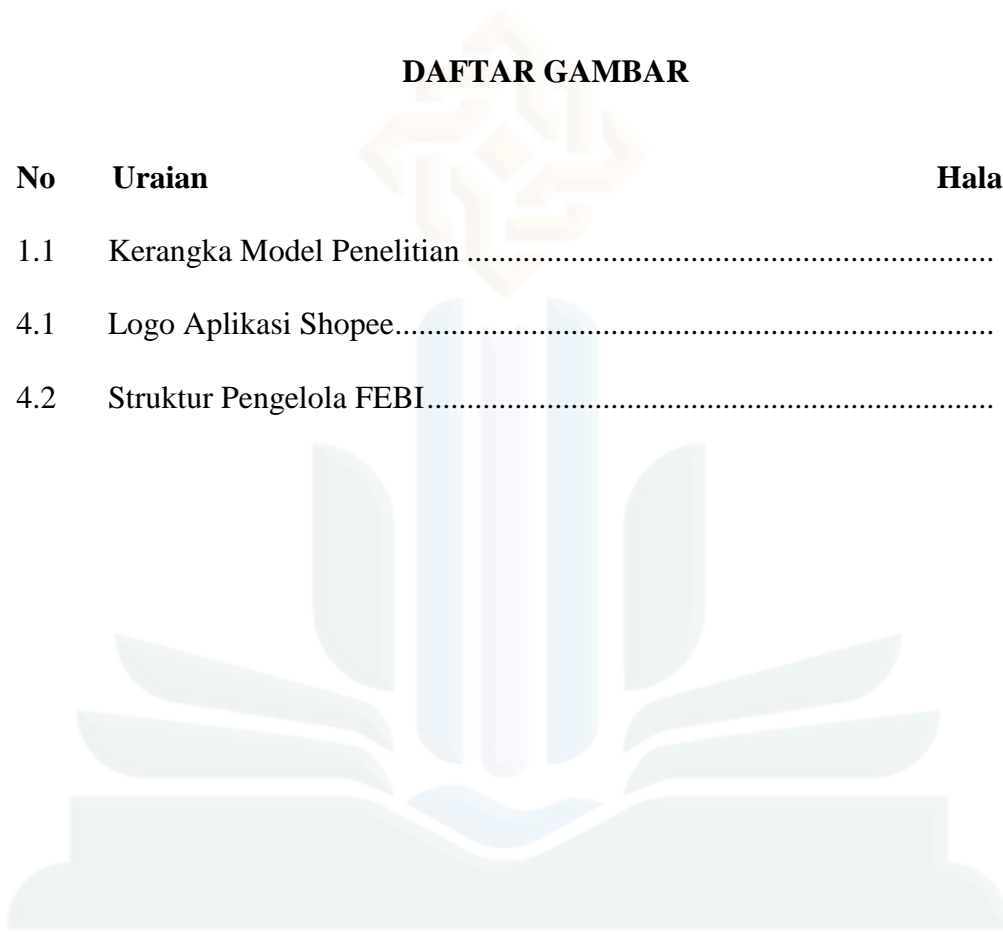 DAFTAR GAMBAR
No Uraian Hala
1.1 Kerangka Model Penelitian ..................................................................
4.1 Logo Aplikasi Shopee...........................................................................
4.2 Struktur Pengelola FEBI.......................................................................